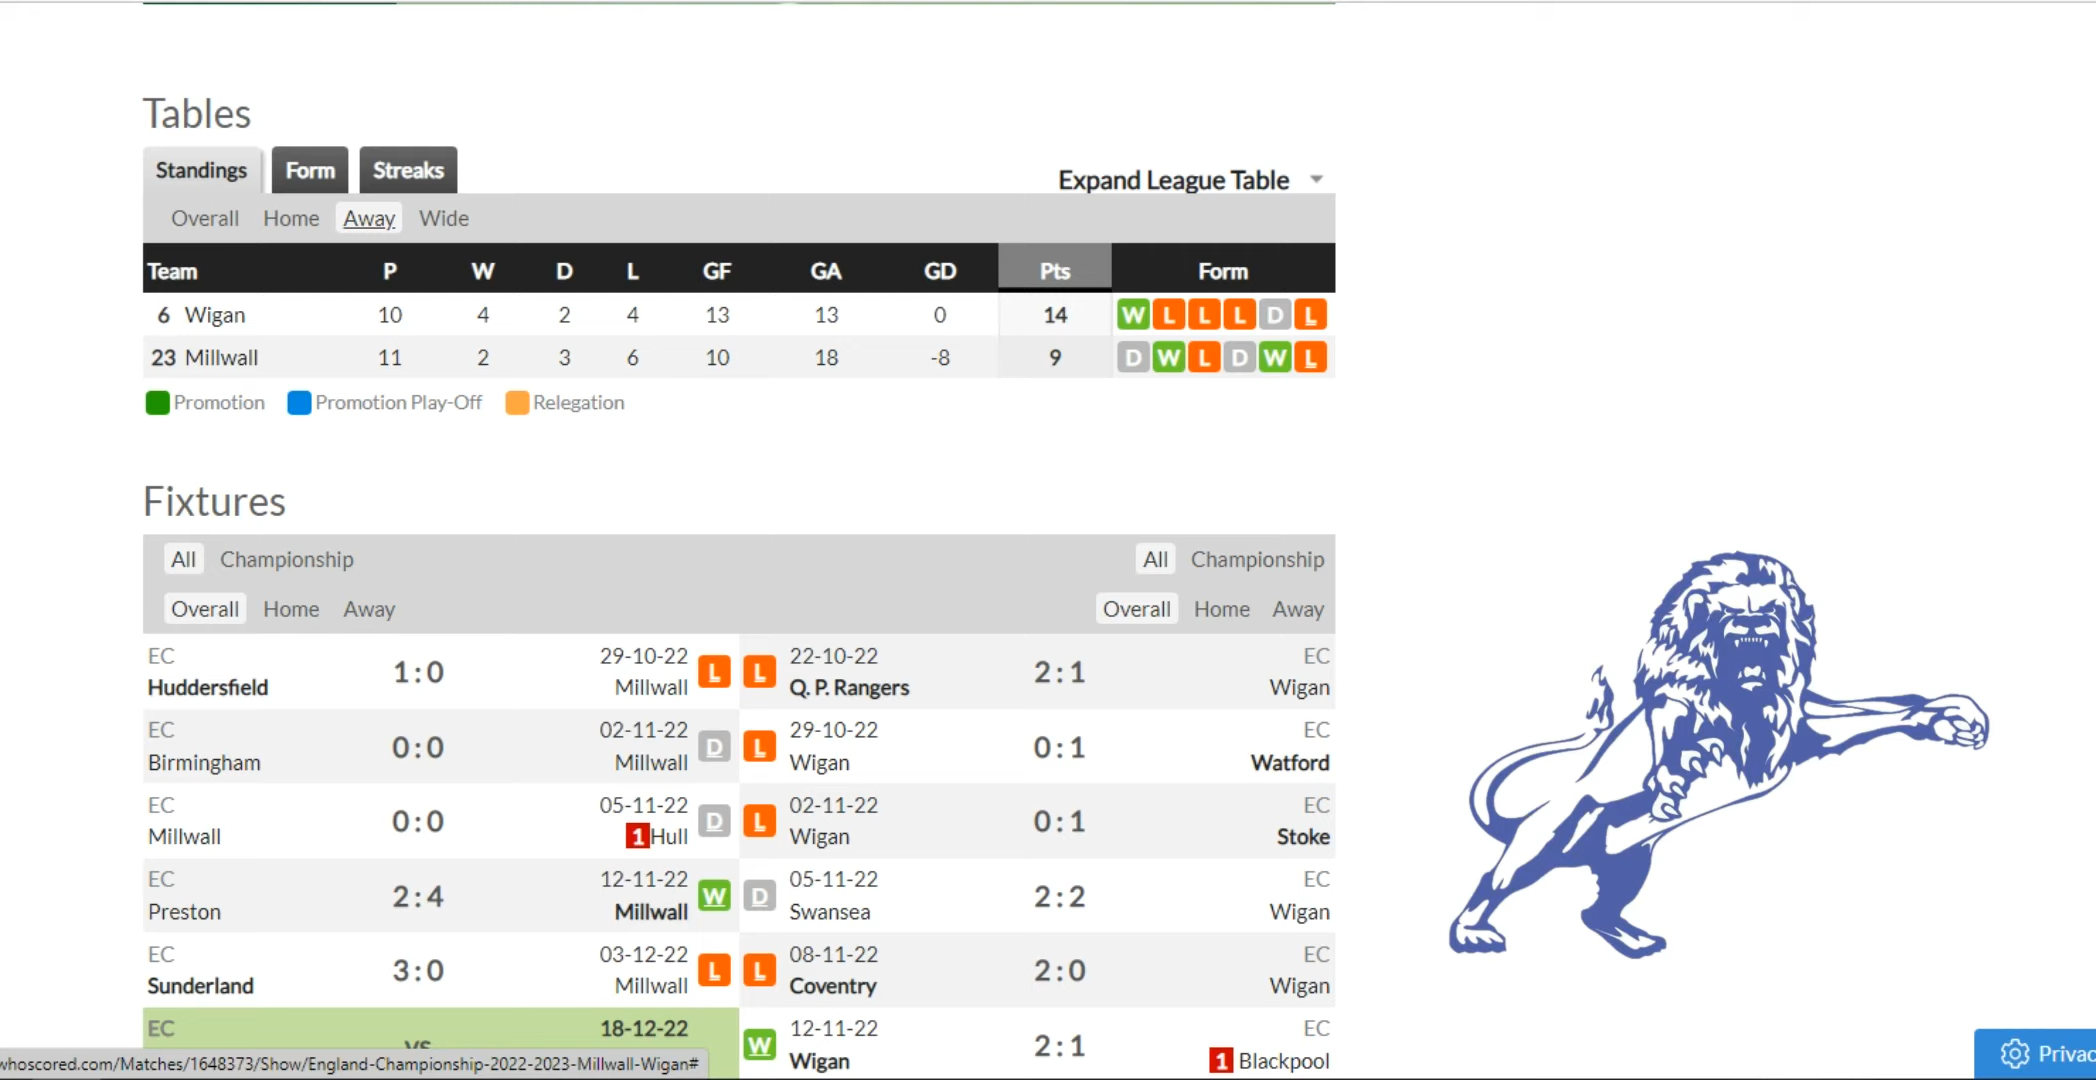 Tables
Standings Form Streaks Expand League Table
Overall Home Away Wide
Team P W D L GF GA GD Pts Form
6 Wigan 10 4 2 4 13 13 0 14 W L L L D L
23 Millwall 11 2 3 6 10 18 -8 9 D W L D W L
Promotion Promotion Play-Off Relegation
Fixtures
All Championship All Championship
Overall Home Away Overall Home Away
EC 29-10-22 22-10-22 EC
Huddersfield 1:0 Millwall L L Q. P. Rangers 2:1 Wigan
EC 02-11-22 29-10-22 EC
Birmingham 0:0 Millwall D L Wigan 0:1 Watford
EC 05-11-22 02-11-22 EC
Millwall 0:0 1 Hull D L Wigan 0:1 Stoke
EC 12-11-22 05-11-22 EC
Preston 2:4 Millwall W D Swansea 2:2 Wigan
EC 03-12-22 08-11-22 EC
Sunderland 3:0 Millwall L L Coventry 2:0 Wigan
EC 18-12-22 12-11-22 EC
vs W Wigan 2:1 1 Blackpool
whoscored.com/Matches/1648373/Show/England-Championship-2022-2023-Millwall-Wigan#
Privac